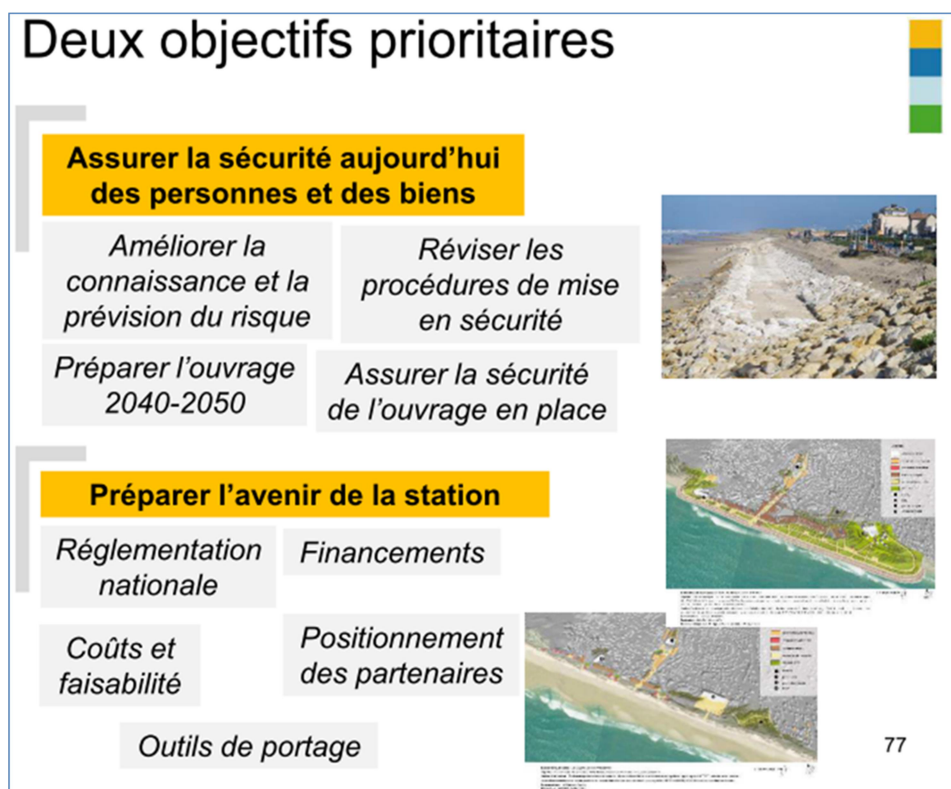 Deux objectifs prioritaires
Assurer la sécurité aujourd'hui
des personnes et des biens
Améliorer la
connaissance et la
prévision du risque
Réviser les
procédures de mise
en sécurité
Préparer l'ouvrage
2040-2050
Assurer la sécurité
de l'ouvrage en place
Préparer l'avenir de la station
Réglementation
nationale
Financements
Coûts et
faisabilité
Positionnement
des partenaires
Outils de portage
77